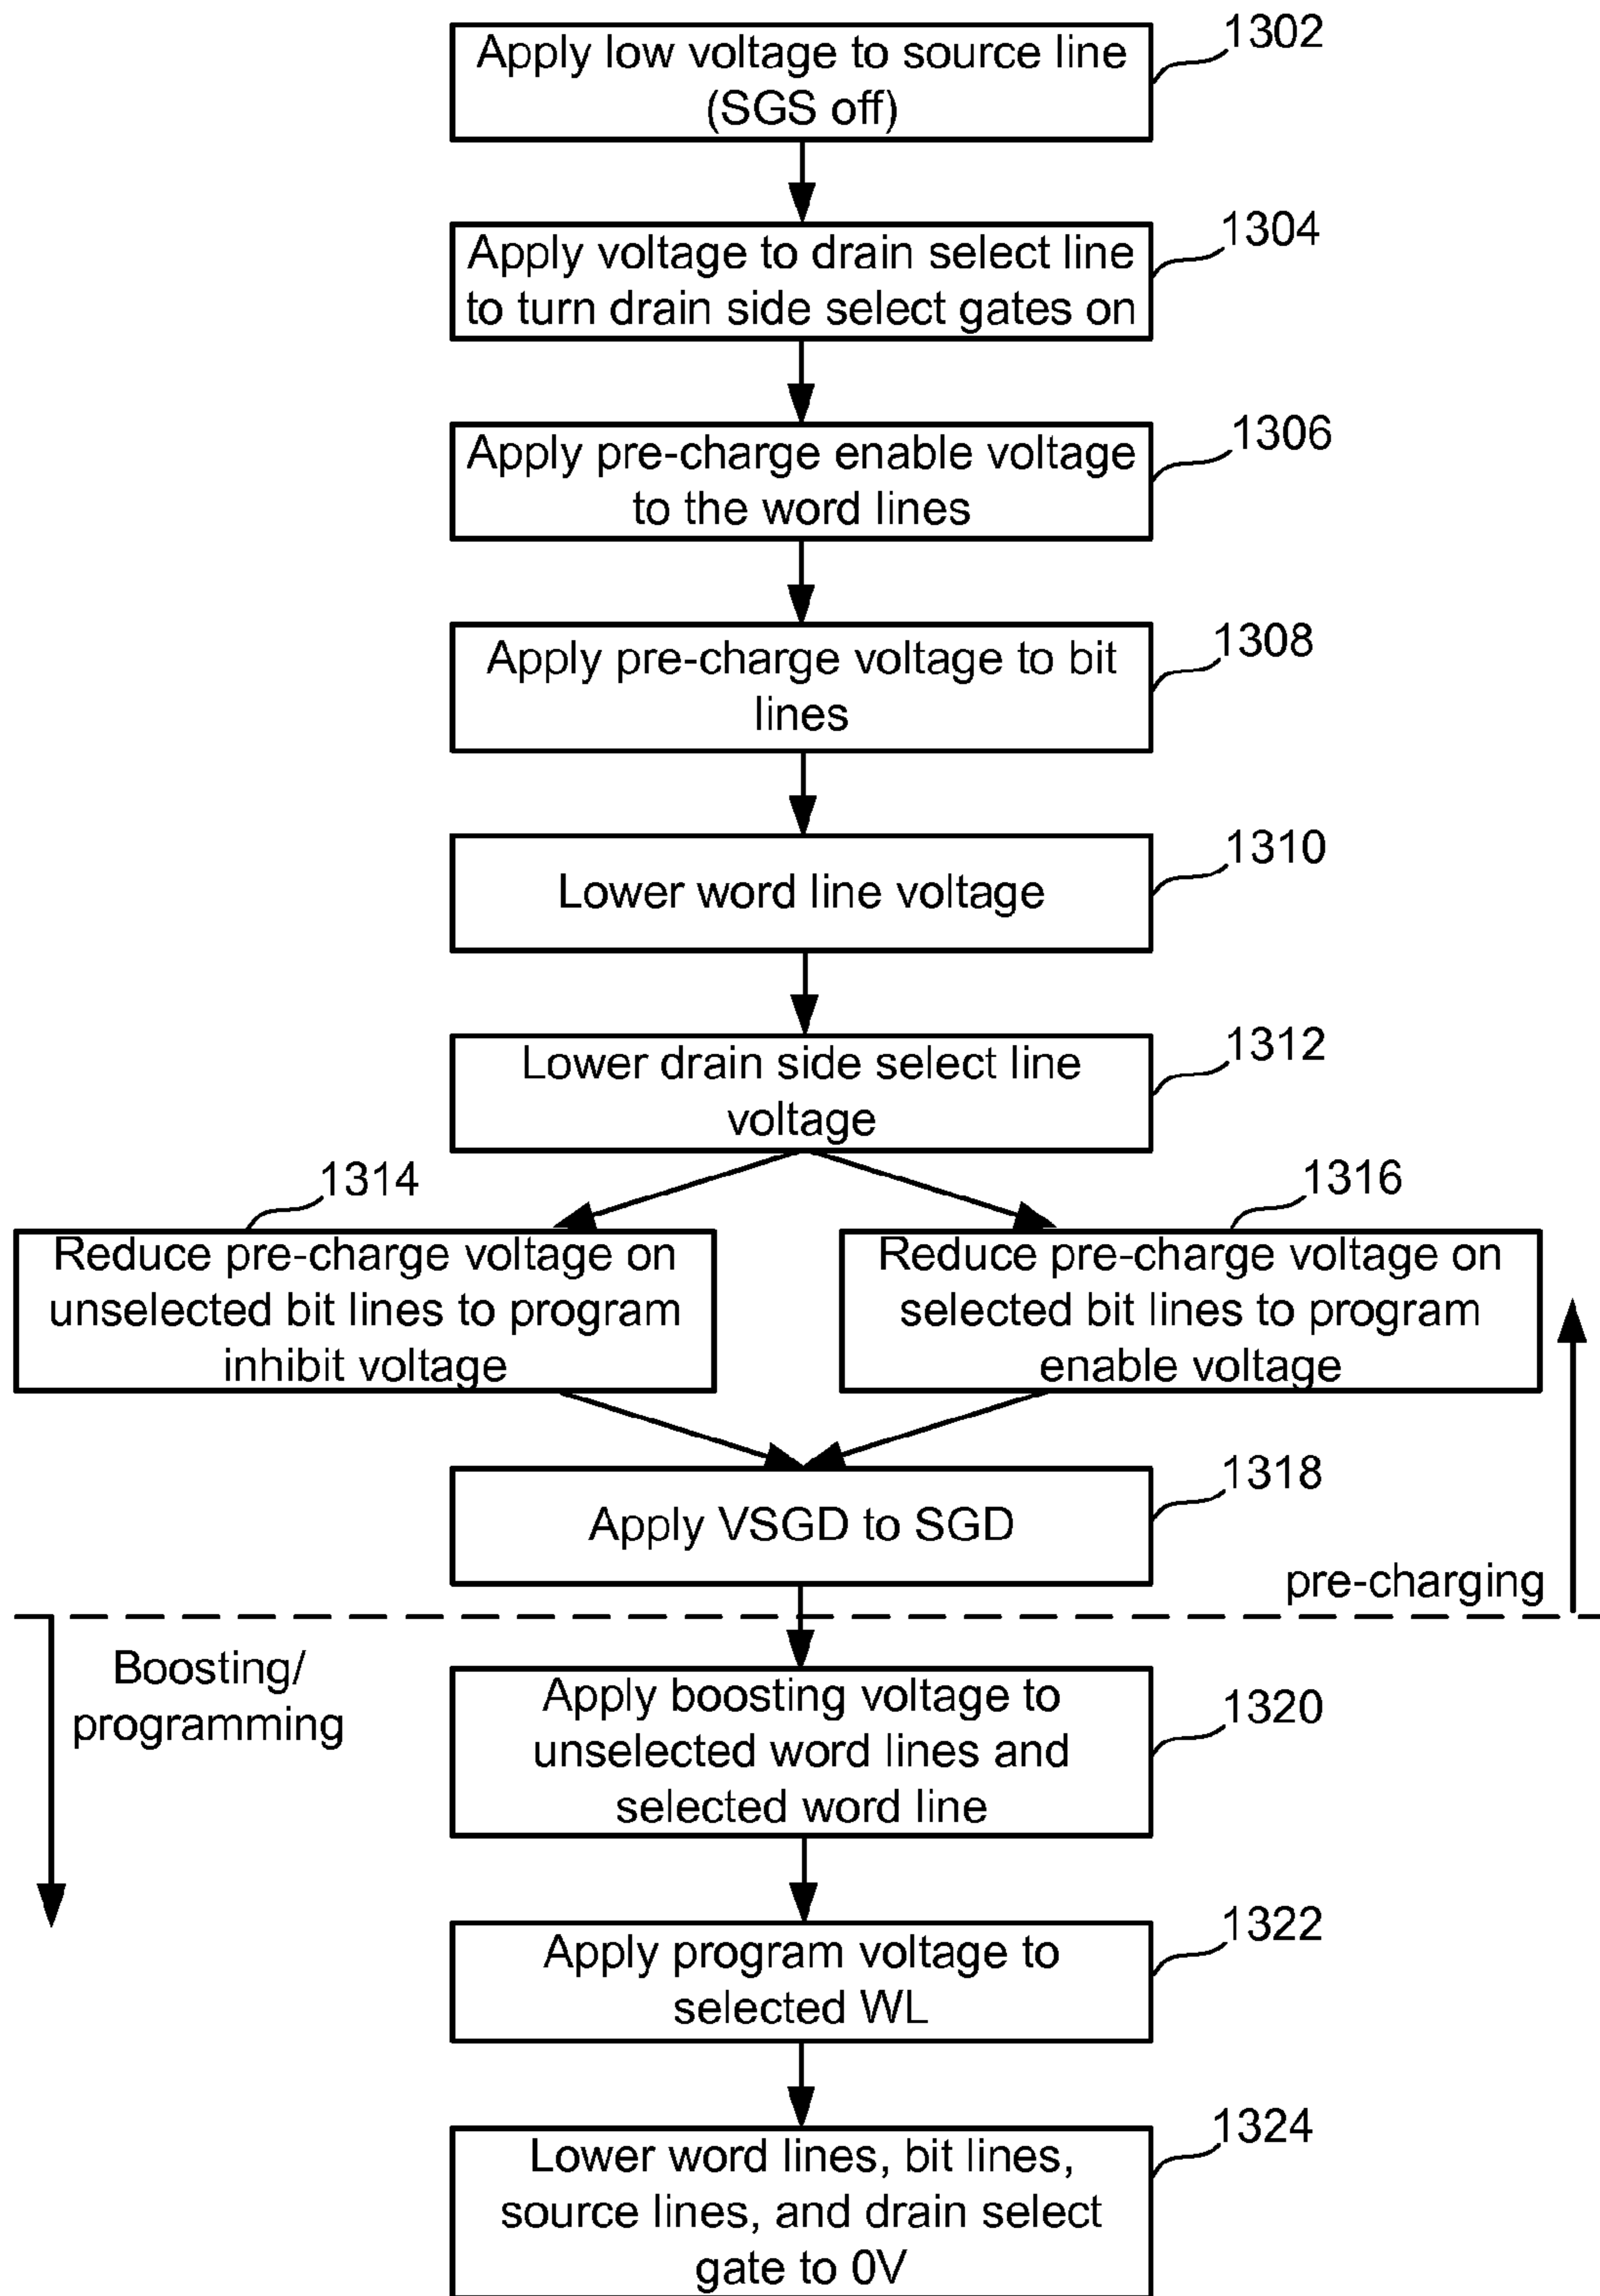 Apply low voltage to source line
(SGS off)
1302
Apply voltage to drain select line
to turn drain side select gates on
1304
Apply pre-charge enable voltage
to the word lines
1306
Apply pre-charge voltage to bit
lines
1308
Lower word line voltage
1310
Lower drain side select line
voltage
1312
1314
Reduce pre-charge voltage on
unselected bit lines to program
inhibit voltage
1316
Reduce pre-charge voltage on
selected bit lines to program
enable voltage
Apply VSGD to SGD
1318
pre-charging
Boosting/
programming
Apply boosting voltage to
unselected word lines and
selected word line
1320
Apply program voltage to
selected WL
1322
Lower word lines, bit lines,
source lines, and drain select
gate to 0V
1324